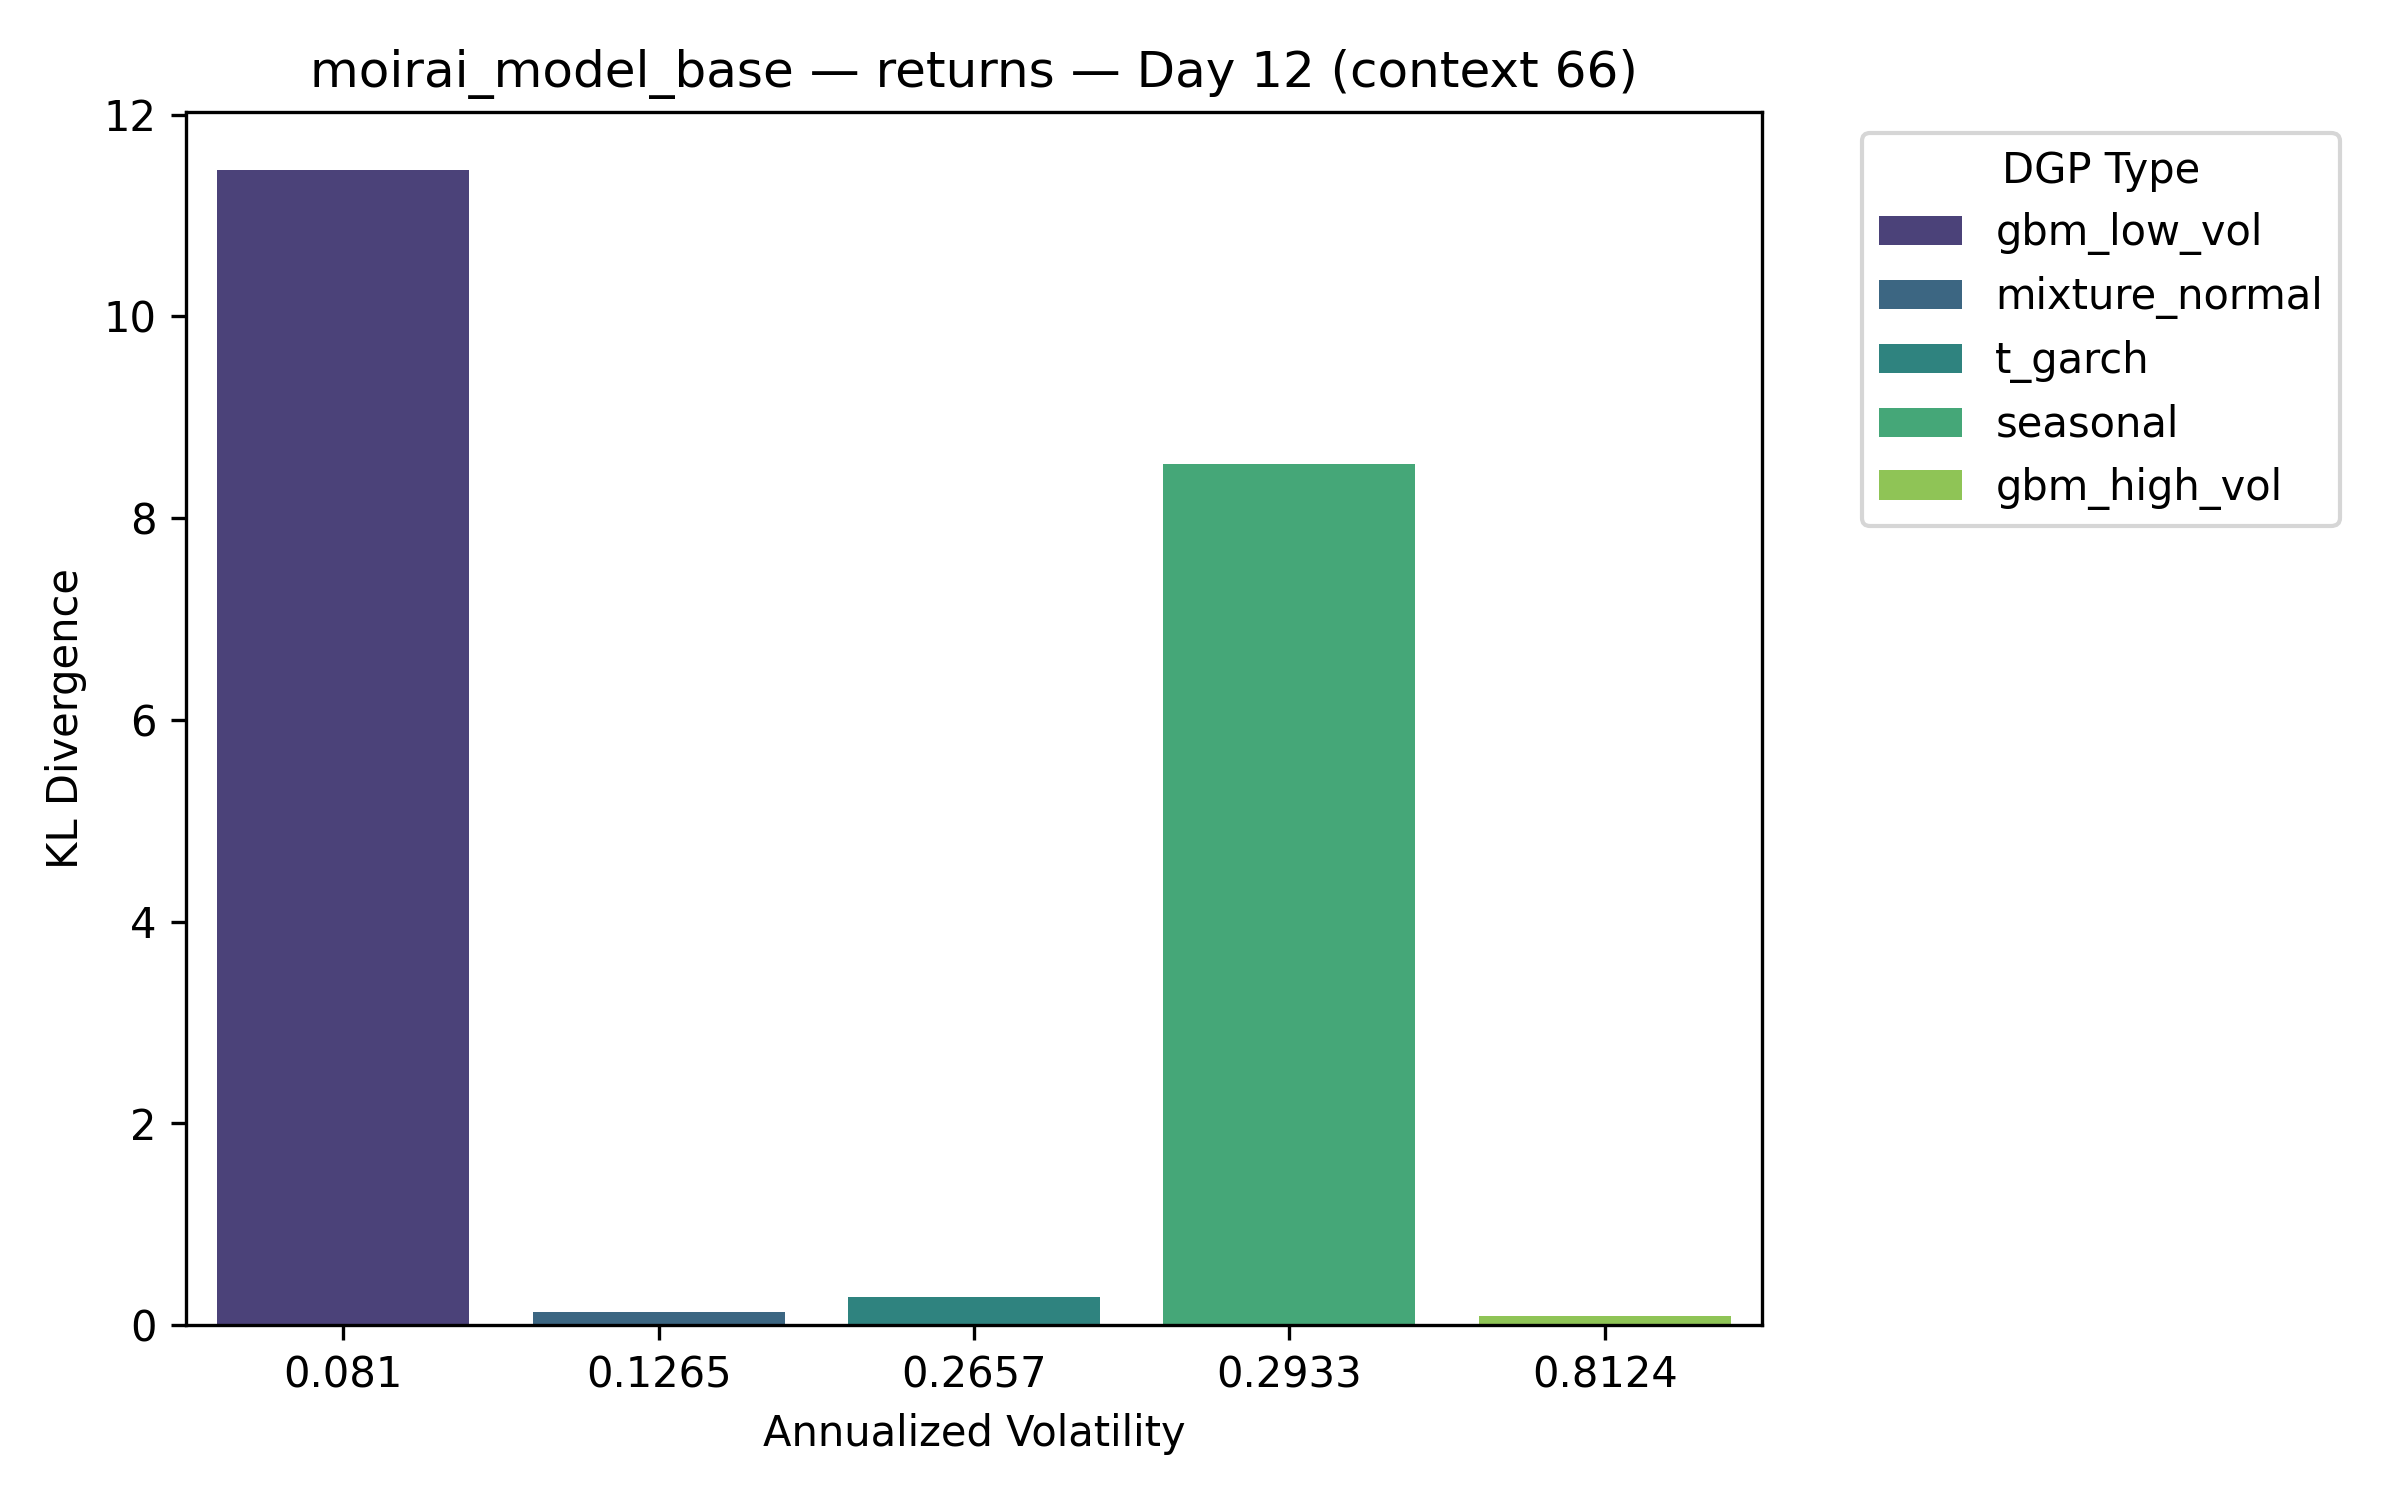 moirai_model_base — returns — Day 12 (context 66)
12
10
8
6
4
2
0
KL Divergence
0.081 0.1265 0.2657 0.2933 0.8124
Annualized Volatility
DGP Type
gbm_low_vol
mixture_normal
t_garch
seasonal
gbm_high_vol